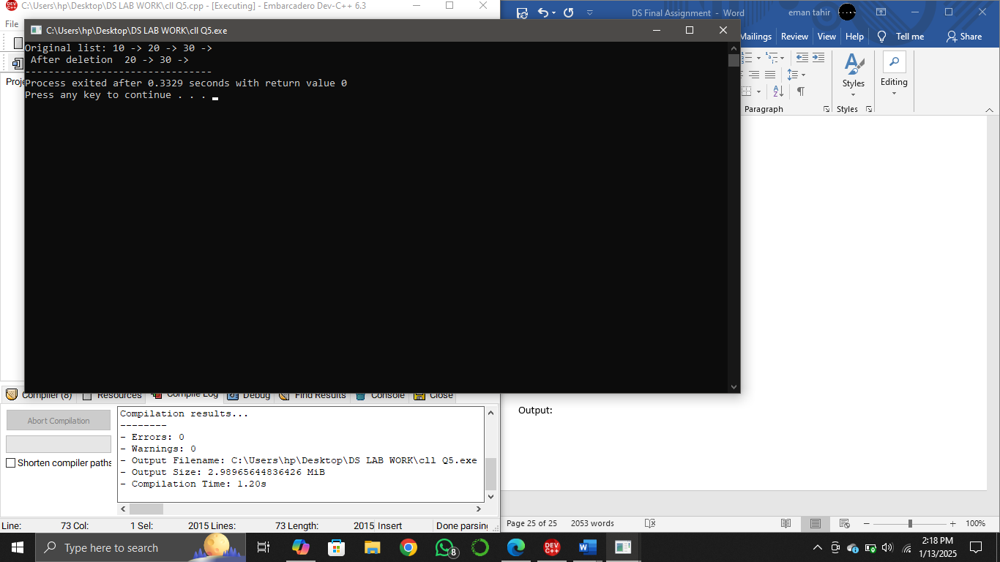 C:\Users\hp\Desktop\DS LAB WORK\cll Q5.cpp - [Executing] - Embarcadero Dev-C++ 6.3
DS Final Assignment - Word
eman tahir
File
C:\Users\hp\Desktop\DS LAB WORK\cll Q5.exe
Mailings Review View Help Tell me Share
Original list: 10 -> 20 -> 30 ->
After deletion  20 -> 30 ->
--------------------------------
Process exited after 0.3329 seconds with return value 0
Press any key to continue . . .
Proje
Styles
Editing
Paragraph
Styles
Output:
Compiler (8) Resources Compile Log Debug Find Results Console Close
Abort Compilation
Shorten compiler paths
Compilation results...
--------
- Errors: 0
- Warnings: 0
- Output Filename: C:\Users\hp\Desktop\DS LAB WORK\cll Q5.exe
- Output Size: 2.98965644836426 MiB
- Compilation Time: 1.20s
Line: 73 Col: 1 Sel: 2015 Lines: 73 Length: 2015 Insert Done parsing
Page 25 of 25 2053 words 100%
Type here to search
8
DEV C++
2:18 PM
1/13/2025